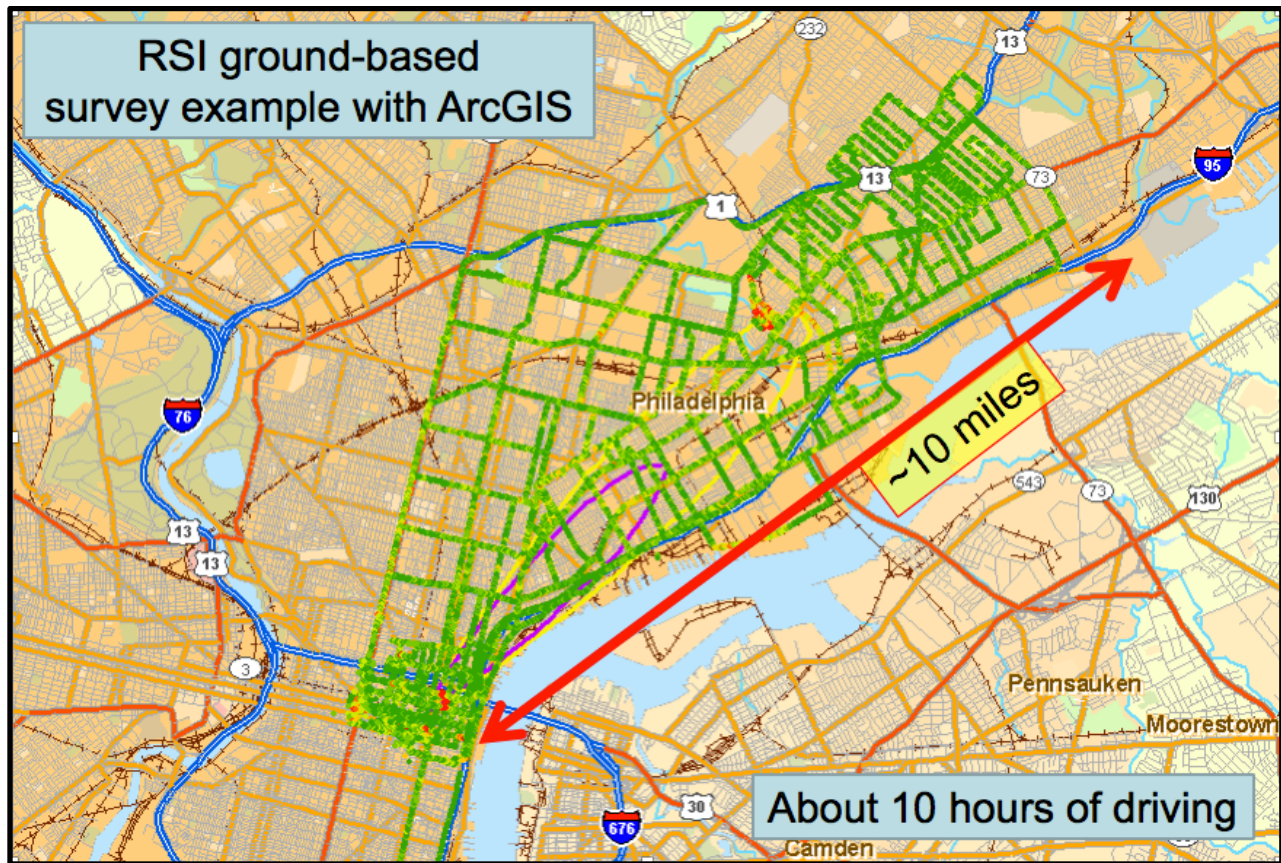 RSI ground-based
survey example with ArcGIS
232
13
95
73
13
1
Philadelphia
76
~10 miles
543
73
130
13
13
3
Pennsauken
Moorestown
30
676
About 10 hours of driving
Camden